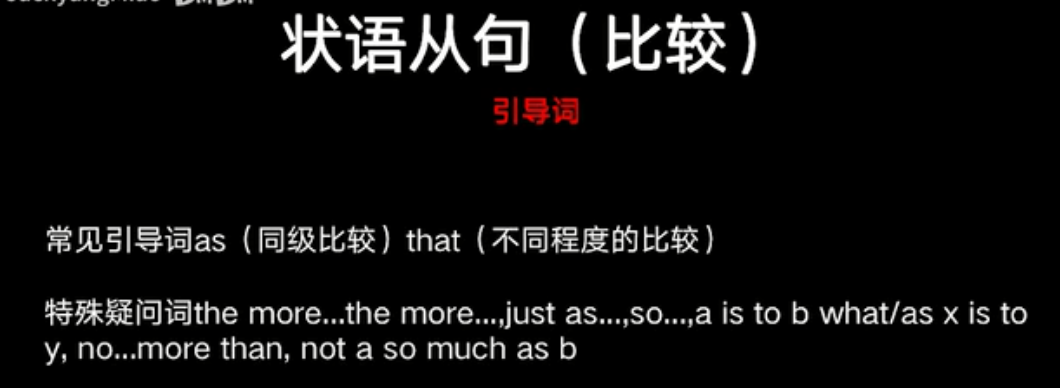 状语从句（比较）
引导词
常见引导词as（同级比较）that（不同程度的比较）
特殊疑问词the more...the more...,just as...,so...,a is to b what/as x is to
y, no...more than, not a so much as b